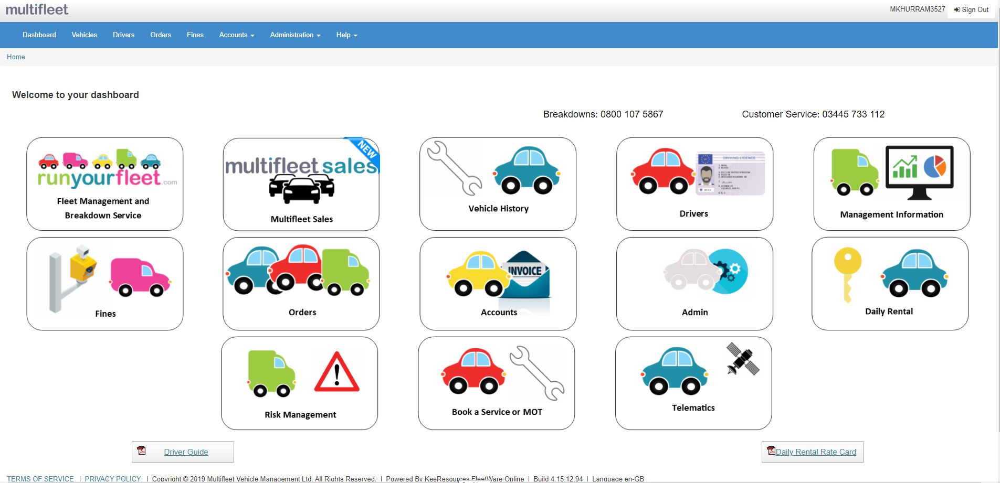 multifleet
MKHURRAM3527 Sign Out
Dashboard Vehicles Drivers Orders Fines Accounts Administration Help
Home
Welcome to your dashboard
Breakdowns: 0800 107 5867 Customer Service: 03445 733 112
runyourfleet.com
Fleet Management and
Breakdown Service
NEW
multifleet sales
Multifleet Sales
Vehicle History
DRIVING LICENCE
Drivers
Management Information
Fines
Orders
INVOICE
Accounts
Admin
Daily Rental
Risk Management
Book a Service or MOT
Telematics
Driver Guide
Daily Rental Rate Card
TERMS OF SERVICE | PRIVACY POLICY | Copyright © 2019 Multifleet Vehicle Management Ltd. All Rights Reserved. | Powered By KeeResources FleetWare Online | Build 4.15.12.94 | Language en-GB